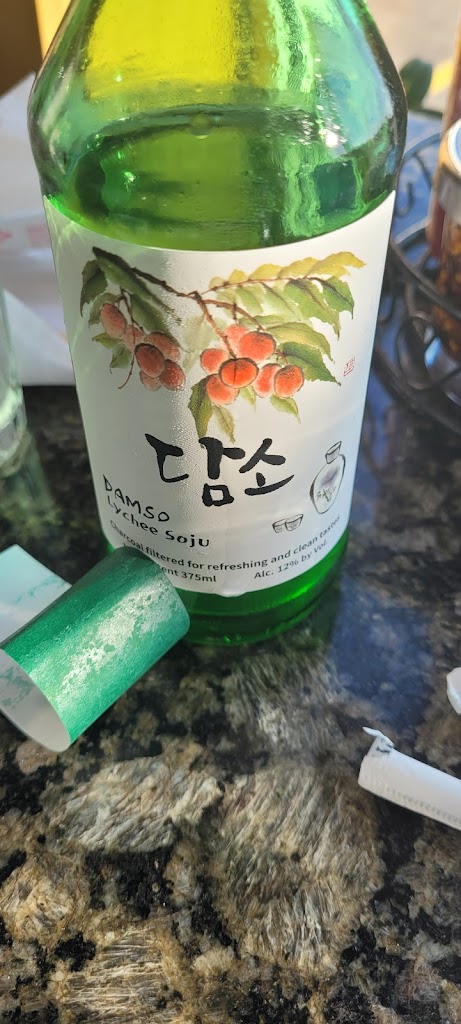 담소
DAMSO
Lychee Soju
Charcoal filtered for refreshing and clean taste
375ml Alc. 12% by Vol.